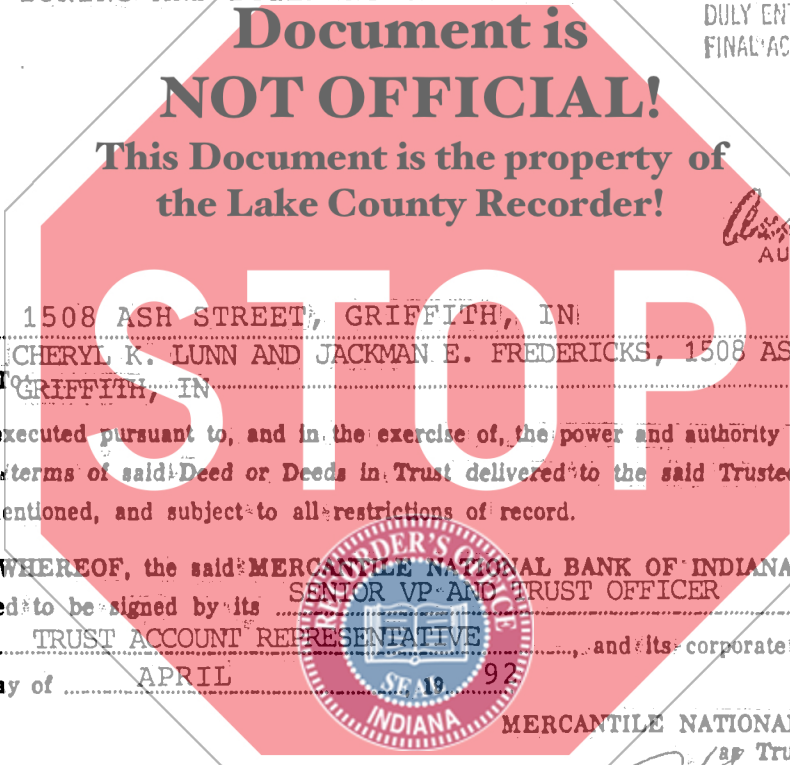 DULY ENT
Document is
FINAL AC
NOT OFFICIAL!
This Document is the property of
the Lake County Recorder!
AU
STOP
1508 ASH STREET, GRIFFITH, IN
CHERYL K. LUNN AND JACKMAN E. FREDERICKS, 1508 AS
To:
GRIFFITH, IN
executed pursuant to, and in the exercise of, the power and authority
terms of said Deed or Deeds in Trust delivered to the said Trustee
entioned, and subject to all restrictions of record.
WHEREOF, the said MERCANTILE NATIONAL BANK OF INDIANA
ed to be signed by its SENIOR VP AND TRUST OFFICER
TRUST ACCOUNT REPRESENTATIVE, and its corporate
ay of APRIL, 19 92
RECORDER'S OFFICE
SEAL
INDIANA
MERCANTILE NATIONAL
as Tru